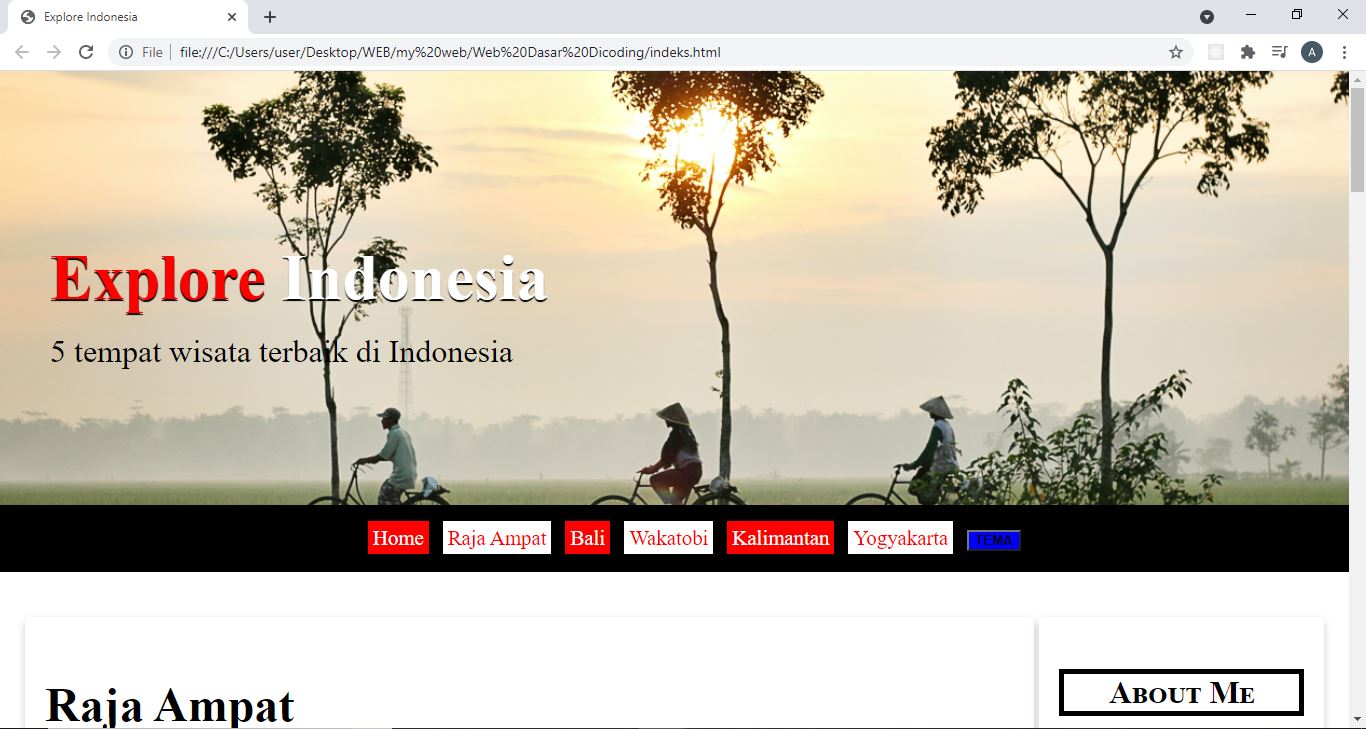 Explore Indonesia
File file:///C:/Users/user/Desktop/WEB/my%20web/Web%20Dasar%20Dicoding/indeks.html
A
Explore Indonesia
5 tempat wisata terbaik di Indonesia
Home Raja Ampat Bali Wakatobi Kalimantan Yogyakarta TEMA
Raja Ampat
About Me